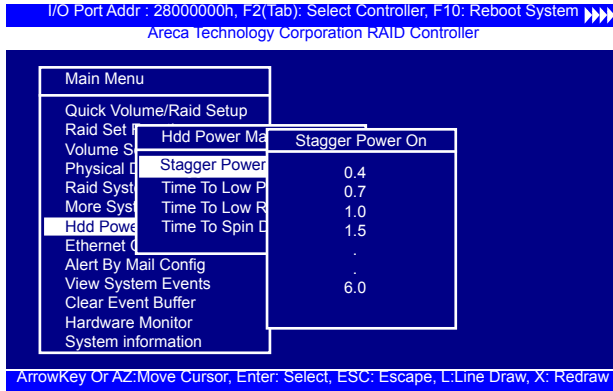 I/O Port Addr : 28000000h, F2(Tab): Select Controller, F10: Reboot System
Areca Technology Corporation RAID Controller
Main Menu
Quick Volume/Raid Setup
Raid Set
Volume S
Physical
Raid Syst
More Syst
Hdd Powe
Ethernet
Alert By Mail Config
View System Events
Clear Event Buffer
Hardware Monitor
System information
Hdd Power Ma
Stagger Power
Time To Low P
Time To Low R
Time To Spin D
Stagger Power On
0.4
0.7
1.0
1.5
.
.
6.0
ArrowKey Or AZ:Move Cursor, Enter: Select, ESC: Escape, L:Line Draw, X: Redraw